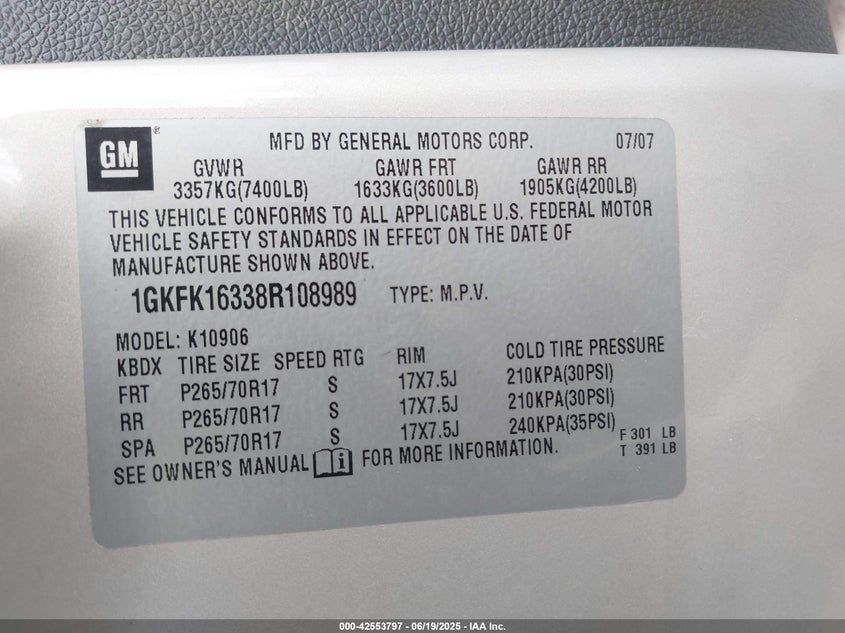 GM ®
MFD BY GENERAL MOTORS CORP. 07/07
GVWR GAWR FRT GAWR RR
3357KG(7400LB) 1633KG(3600LB) 1905KG(4200LB)
THIS VEHICLE CONFORMS TO ALL APPLICABLE U.S. FEDERAL MOTOR
VEHICLE SAFETY STANDARDS IN EFFECT ON THE DATE OF
MANUFACTURE SHOWN ABOVE.
1GKFK16338R108989 TYPE: M.P.V.
MODEL: K10906
KBDX TIRE SIZE SPEED RTG RIM COLD TIRE PRESSURE
FRT P265/70R17 S 17X7.5J 210KPA(30PSI)
RR P265/70R17 S 17X7.5J 210KPA(30PSI)
SPA P265/70R17 S 17X7.5J 240KPA(35PSI) F 301 LB
SEE OWNER'S MANUAL i FOR MORE INFORMATION. T 391 LB
000-42553797 - 06/19/2025 - IAA Inc.